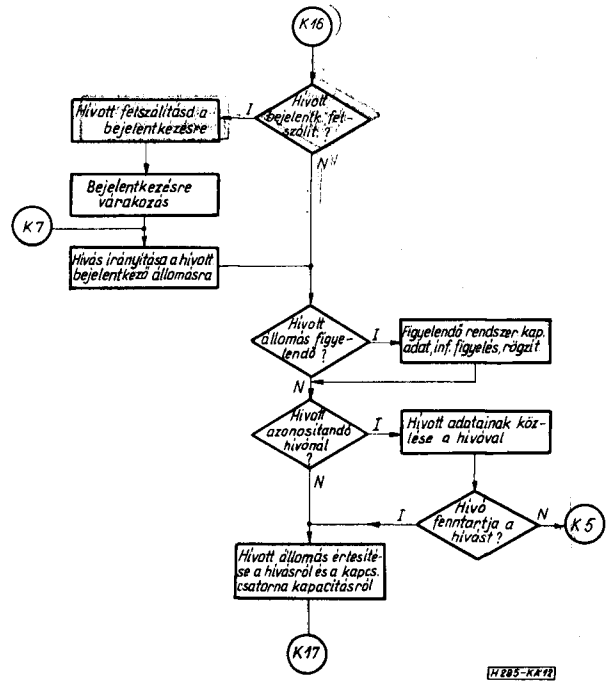 K16
Hívott
bejelentk. fel-
szólít. ?
I
N
Hívott felszólítása a
bejelentkezésre
Bejelentkezésre
várakozás
K7
Hívás irányítása a hívott
bejelentkező állomásra
Hívott
állomás figye-
lendő ?
I
N
Figyelendő rendszer kap.
adat, inf. figyelés, rögzít.
Hívott
azonosítandó
hívónál
?
I
N
Hívott adatainak köz-
lése a hívóval
Hívó
fenntartja a
hívást ?
I
N
K5
Hívott állomás értesíté-
se a hívásról és a kapcs.
csatorna kapacitásról
K17
H285-KK12